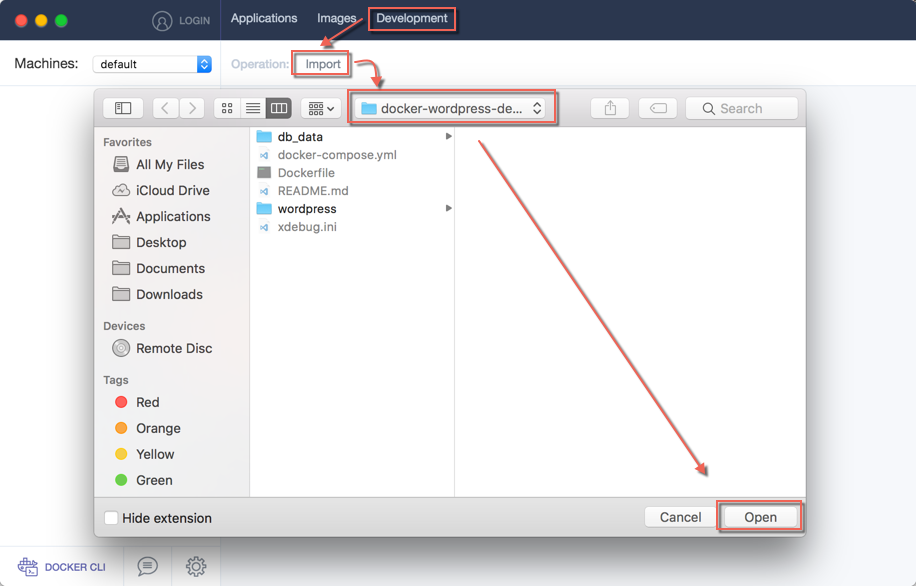 LOGIN
Applications Images Development
Machines: default Operation: Import
docker-wordpress-de... Search
Favorites
All My Files
iCloud Drive
Applications
Desktop
Documents
Downloads
Devices
Remote Disc
Tags
Red
Orange
Yellow
Green
db_data
docker-compose.yml
Dockerfile
README.md
wordpress
xdebug.ini
Hide extension Cancel Open
DOCKER CLI